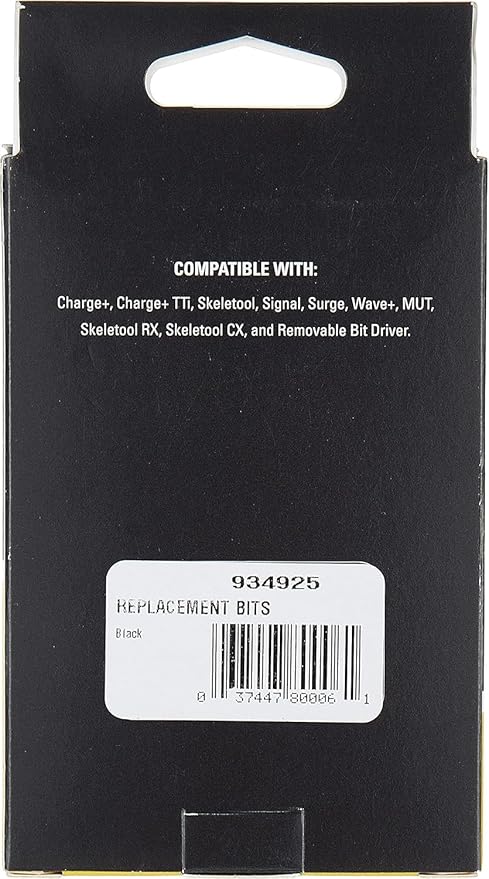 COMPATIBLE WITH:
Charge+, Charge+ TTi, Skeletool, Signal, Surge, Wave+, MUT,
Skeletool RX, Skeletool CX, and Removable Bit Driver.
934925
REPLACEMENT BITS
Black
0 37447 80006 1